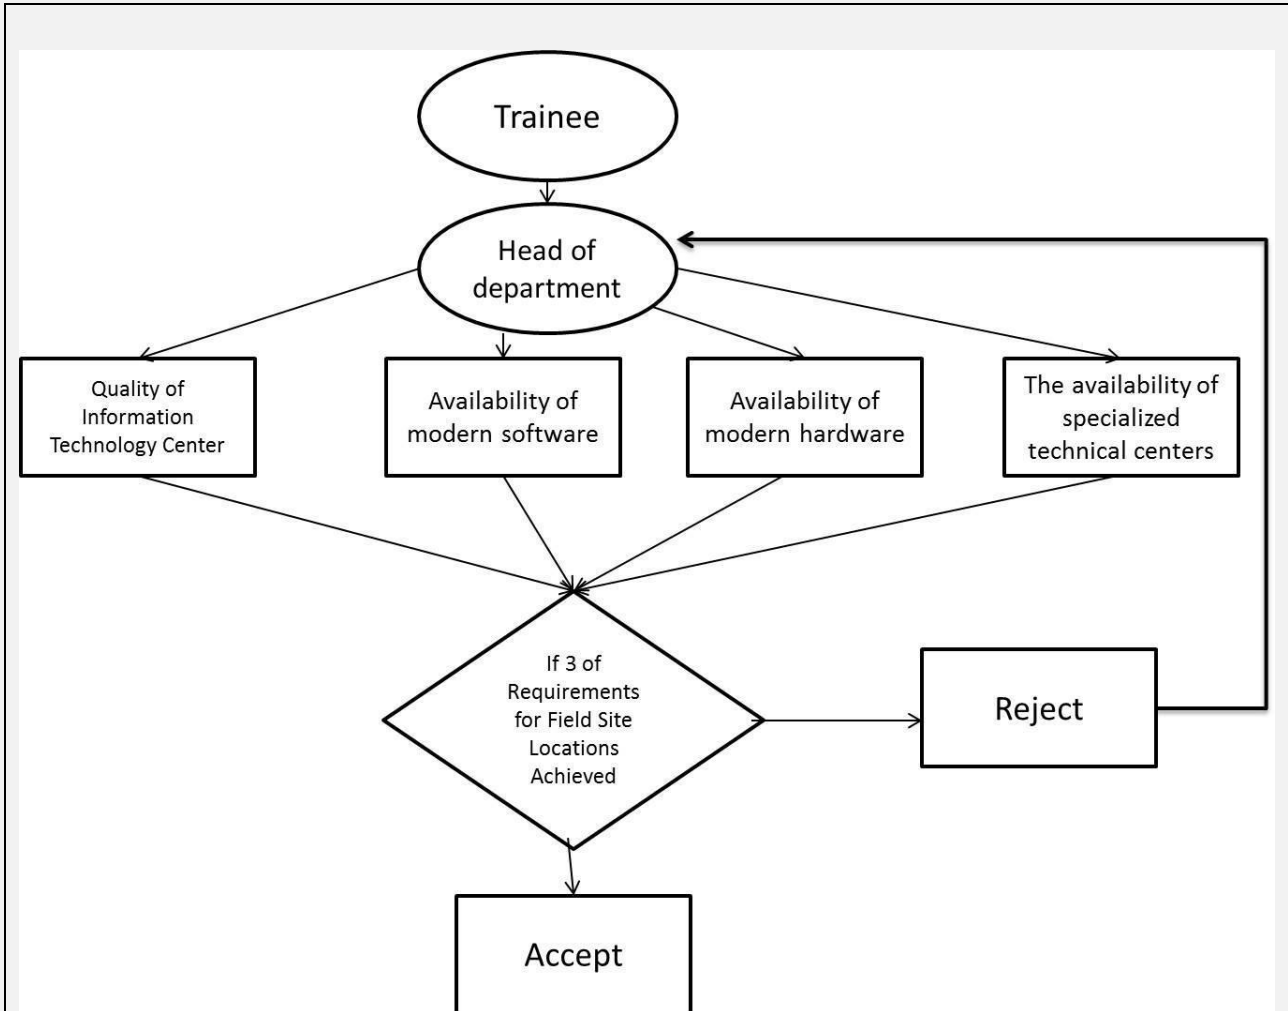 Trainee
Head of
department
Quality of
Information
Technology Center
Availability of
modern software
Availability of
modern hardware
The availability of
specialized
technical centers
If 3 of
Requirements
for Field Site
Locations
Achieved
Reject
Accept